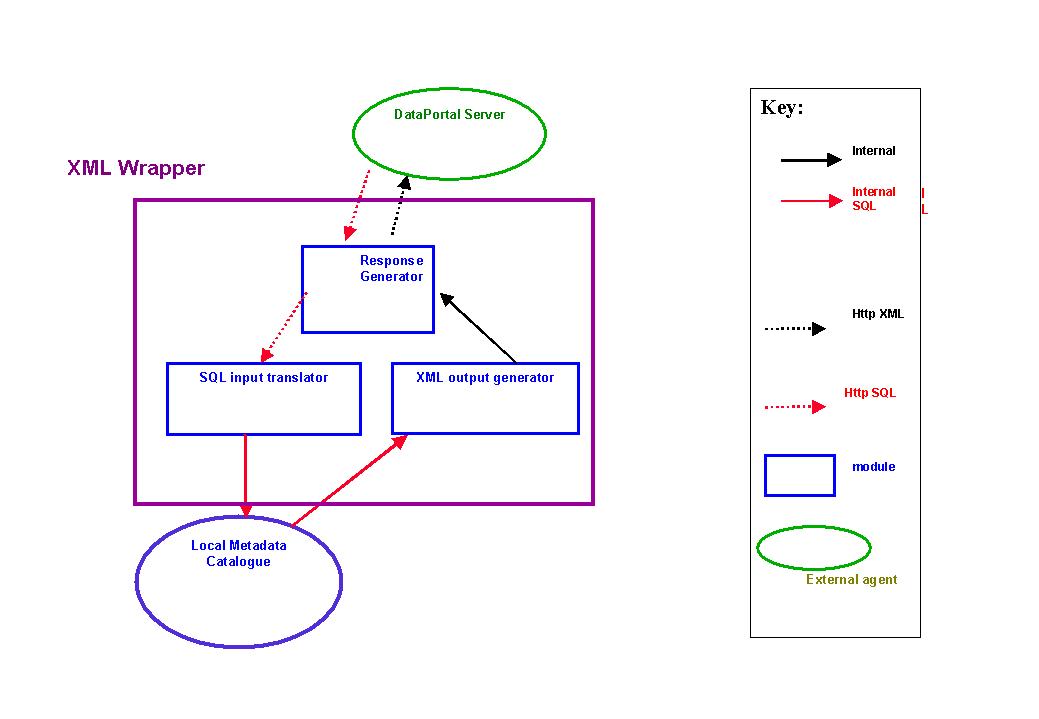 DataPortal Server
XML Wrapper
Response
Generator
SQL input translator
XML output generator
Local Metadata
Catalogue
Key:
Internal
Internal
SQL
I
L
Http XML
Http SQL
module
External agent